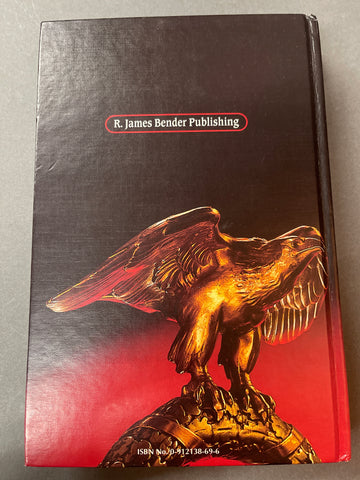 R. James Bender Publishing
ISBN No. 0-912138-69-6